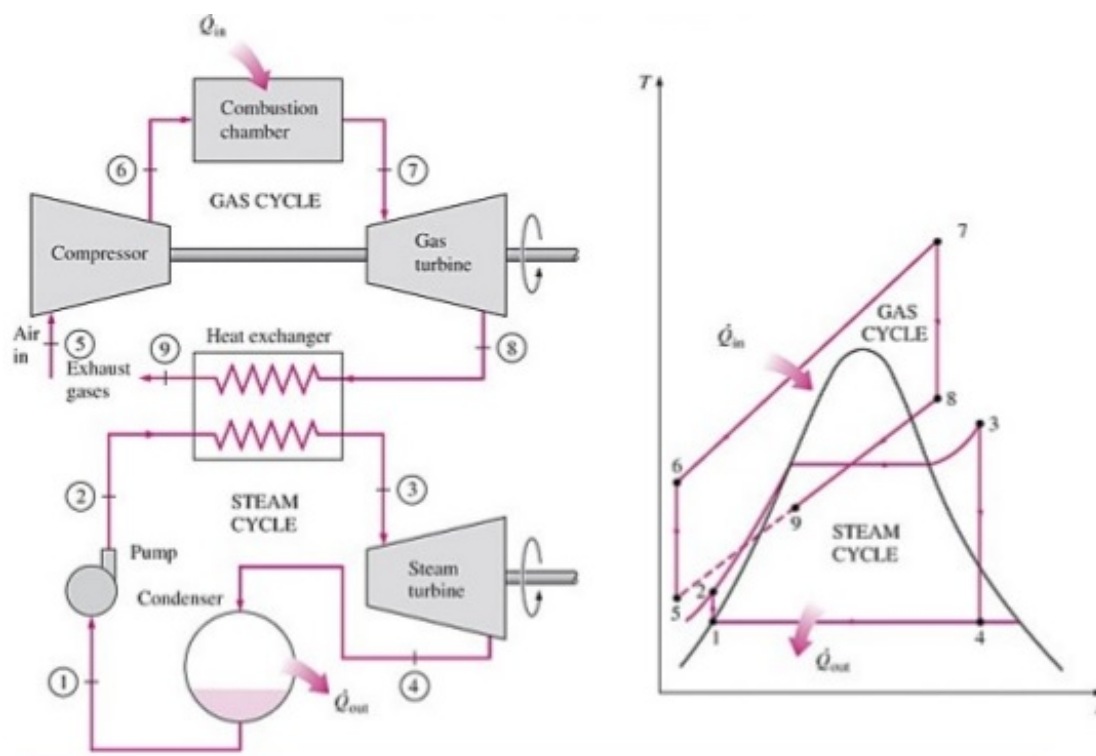 Q̇in
Combustion
chamber
6
7
GAS CYCLE
Compressor
Gas
turbine
Air
in
5
9
Heat exchanger
8
Exhaust
gases
2
STEAM
CYCLE
3
Pump
Condenser
Steam
turbine
1
4
Q̇out
T
7
GAS
CYCLE
Q̇in
8
3
6
9
STEAM
CYCLE
5
2
1
4
Q̇out